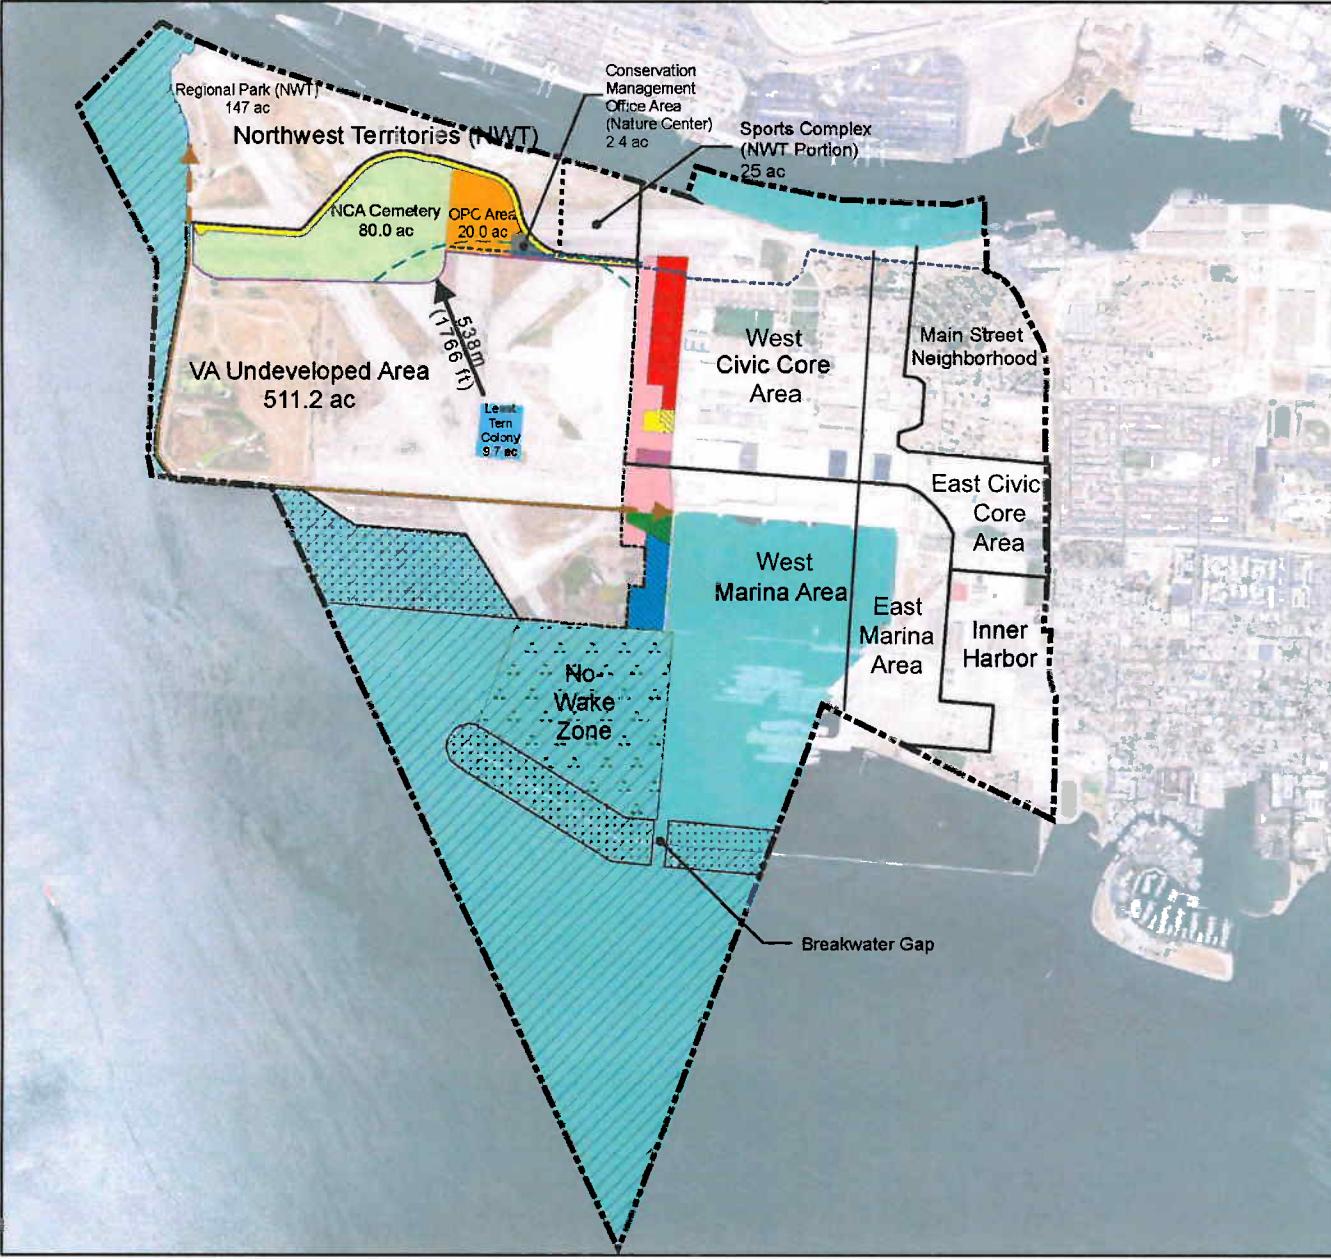 Regional Park (NWT)
147 ac
Northwest Territories (NWT)
Conservation
Management
Office Area
(Nature Center)
2.4 ac
Sports Complex
(NWT Portion)
25 ac
NCA Cemetery
80.0 ac
OPC Area
20.0 ac
538m
(1766 ft)
VA Undeveloped Area
511.2 ac
Least
Tern
Colony
9.7 ac
West
Civic Core
Area
Main Street
Neighborhood
East Civic
Core
Area
West
Marina Area
East
Marina
Area
Inner
Harbor
No-
Wake
Zone
Breakwater Gap